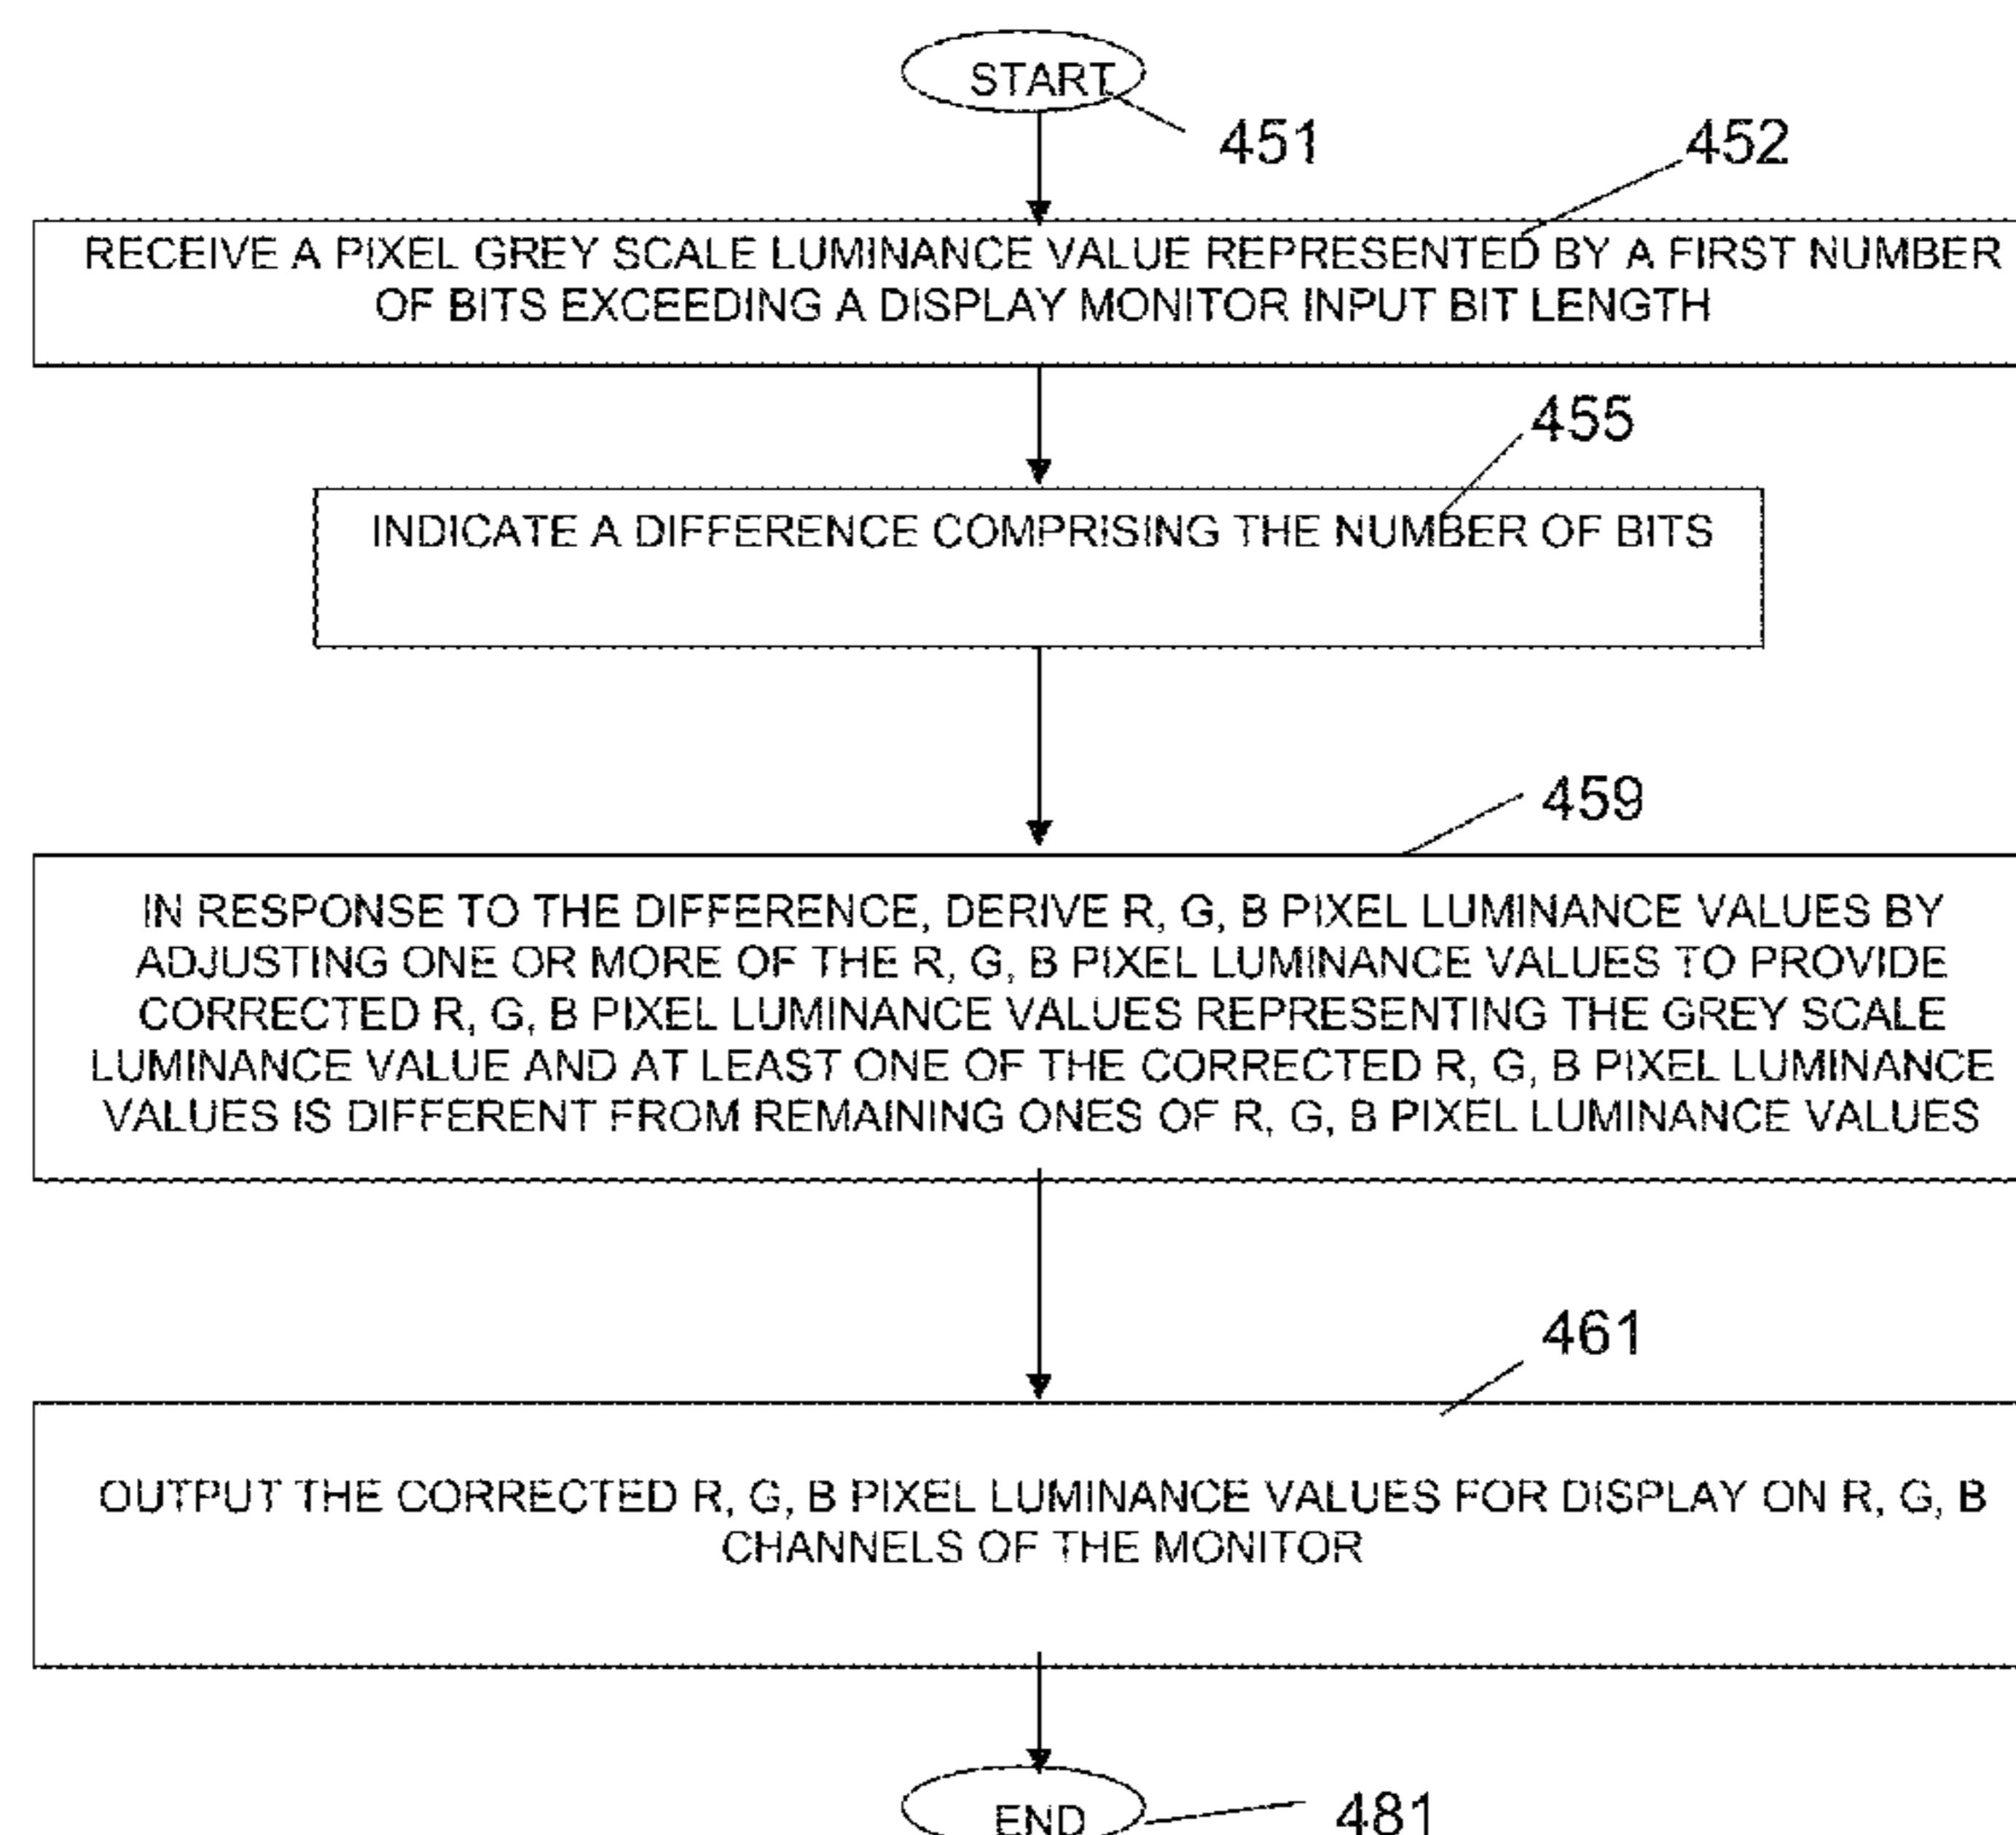 START
451
452
RECEIVE A PIXEL GREY SCALE LUMINANCE VALUE REPRESENTED BY A FIRST NUMBER
OF BITS EXCEEDING A DISPLAY MONITOR INPUT BIT LENGTH
455
INDICATE A DIFFERENCE COMPRISING THE NUMBER OF BITS
459
IN RESPONSE TO THE DIFFERENCE, DERIVE R, G, B PIXEL LUMINANCE VALUES BY
ADJUSTING ONE OR MORE OF THE R, G, B PIXEL LUMINANCE VALUES TO PROVIDE
CORRECTED R, G, B PIXEL LUMINANCE VALUES REPRESENTING THE GREY SCALE
LUMINANCE VALUE AND AT LEAST ONE OF THE CORRECTED R, G, B PIXEL LUMINANCE
VALUES IS DIFFERENT FROM REMAINING ONES OF R, G, B PIXEL LUMINANCE VALUES
461
OUTPUT THE CORRECTED R, G, B PIXEL LUMINANCE VALUES FOR DISPLAY ON R, G, B
CHANNELS OF THE MONITOR
END
481